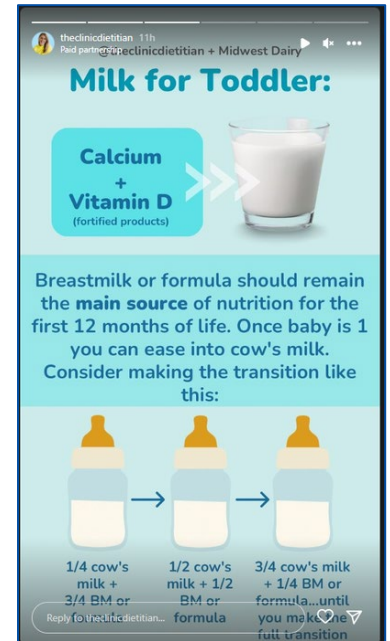 theclinicdietitian 11h
Paid partnership
@theclinicdietitian + Midwest Dairy
Milk for Toddler:
Calcium
+
Vitamin D
(fortified products)
Breastmilk or formula should remain
the main source of nutrition for the
first 12 months of life. Once baby is 1
you can ease into cow's milk.
Consider making the transition like
this:
1/4 cow's
milk +
3/4 BM or
formula
1/2 cow's
milk + 1/2
BM or
formula
3/4 cow's milk
+ 1/4 BM or
formula...until
you make the
full transition
Reply to theclinicdietitian...